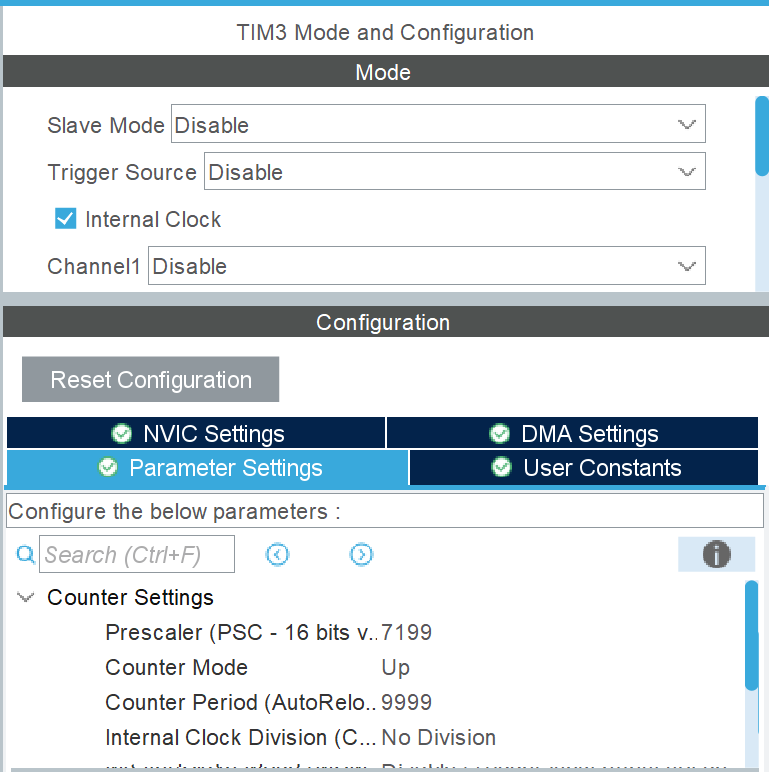 TIM3 Mode and Configuration
Mode
Slave Mode Disable
Trigger Source Disable
Internal Clock
Channel1 Disable
Configuration
Reset Configuration
NVIC Settings DMA Settings
Parameter Settings User Constants
Configure the below parameters :
Search (Ctrl+F)
Counter Settings
Prescaler (PSC - 16 bits v.. 7199
Counter Mode Up
Counter Period (AutoRelo.. 9999
Internal Clock Division (C... No Division